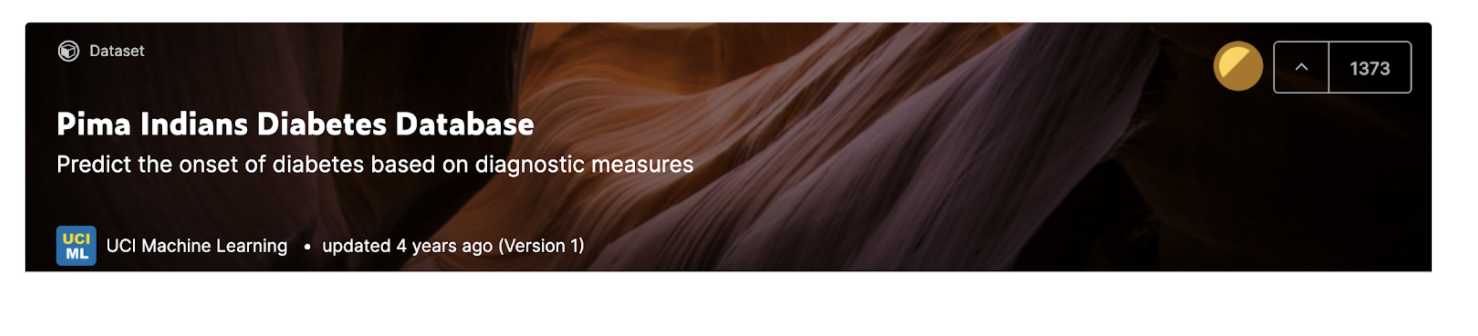 Dataset
1373
Pima Indians Diabetes Database
Predict the onset of diabetes based on diagnostic measures
UCI
ML
UCI Machine Learning • updated 4 years ago (Version 1)